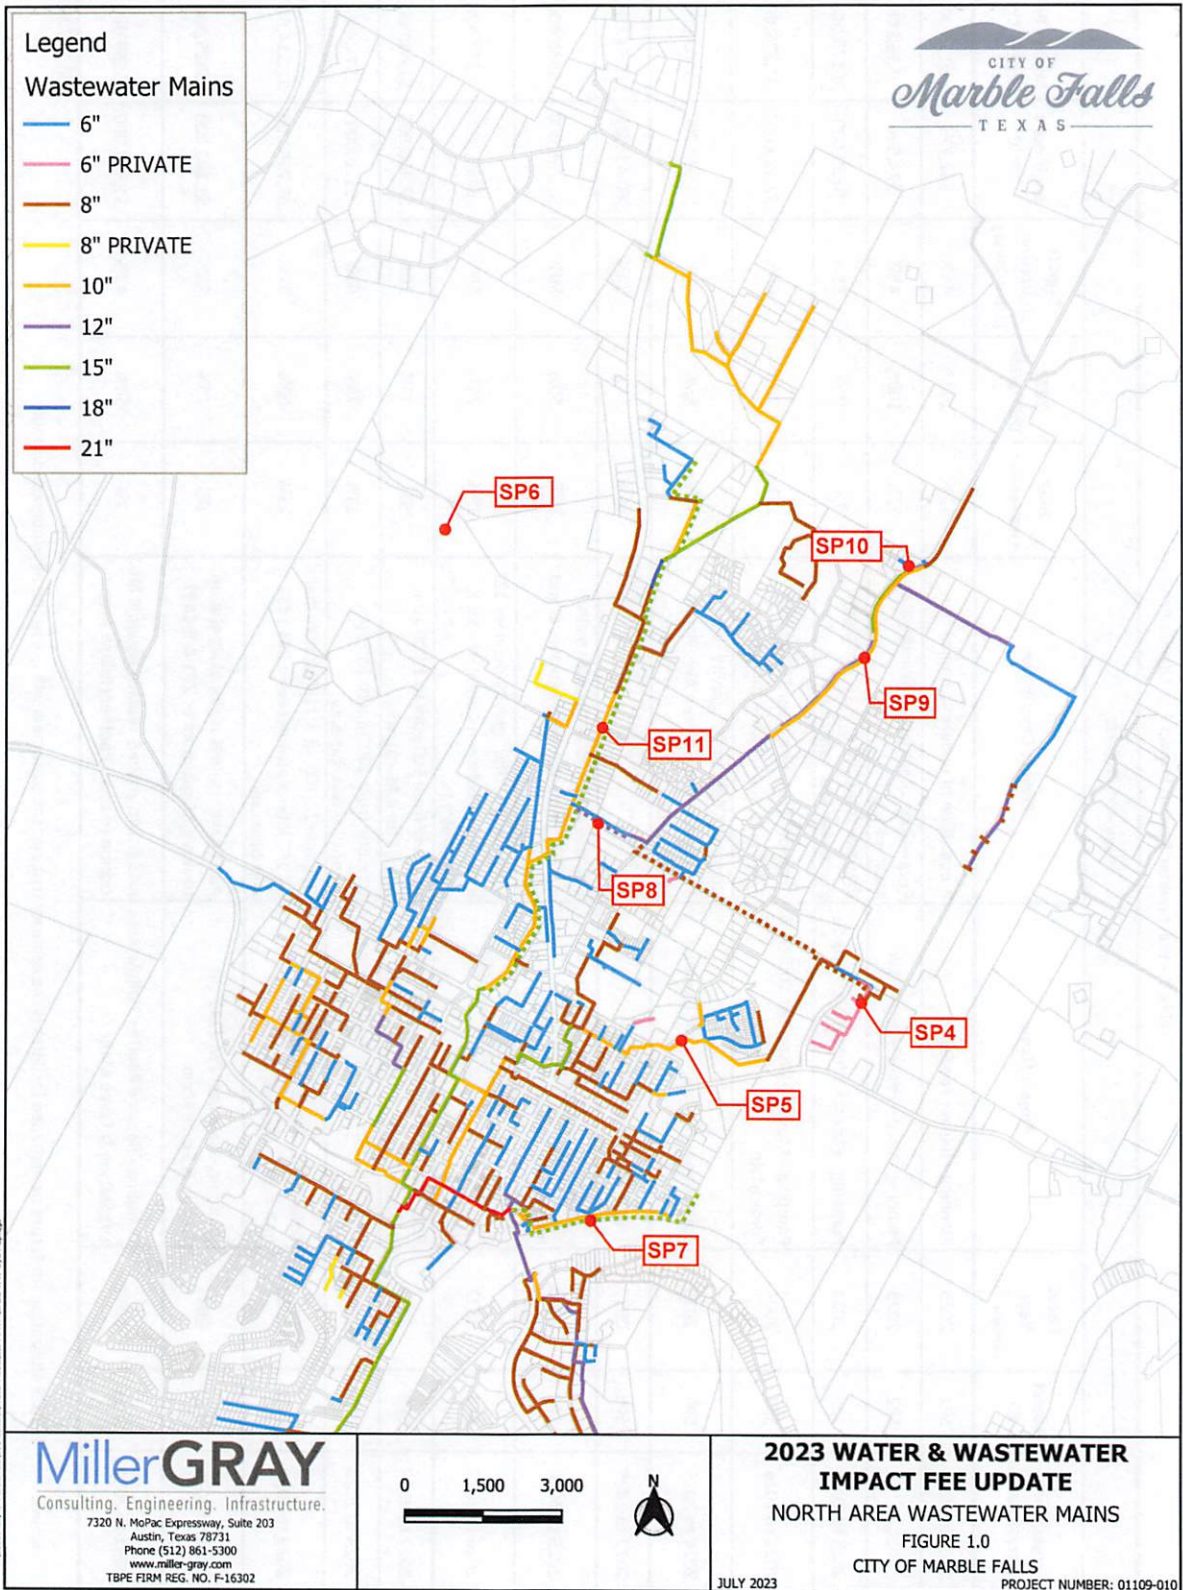 Legend
Wastewater Mains
6"
6" PRIVATE
8"
8" PRIVATE
10"
12"
15"
18"
21"
CITY OF
Marble Falls
TEXAS
SP6
SP10
SP9
SP11
SP8
SP4
SP5
SP7
MillerGRAY
Consulting. Engineering. Infrastructure.
7320 N. MoPac Expressway, Suite 203
Austin, Texas 78731
Phone (512) 861-5300
www.miller-gray.com
TBPE FIRM REG. NO. F-16302
0 1,500 3,000
N
2023 WATER & WASTEWATER
IMPACT FEE UPDATE
NORTH AREA WASTEWATER MAINS
FIGURE 1.0
CITY OF MARBLE FALLS
JULY 2023 PROJECT NUMBER: 01109-010